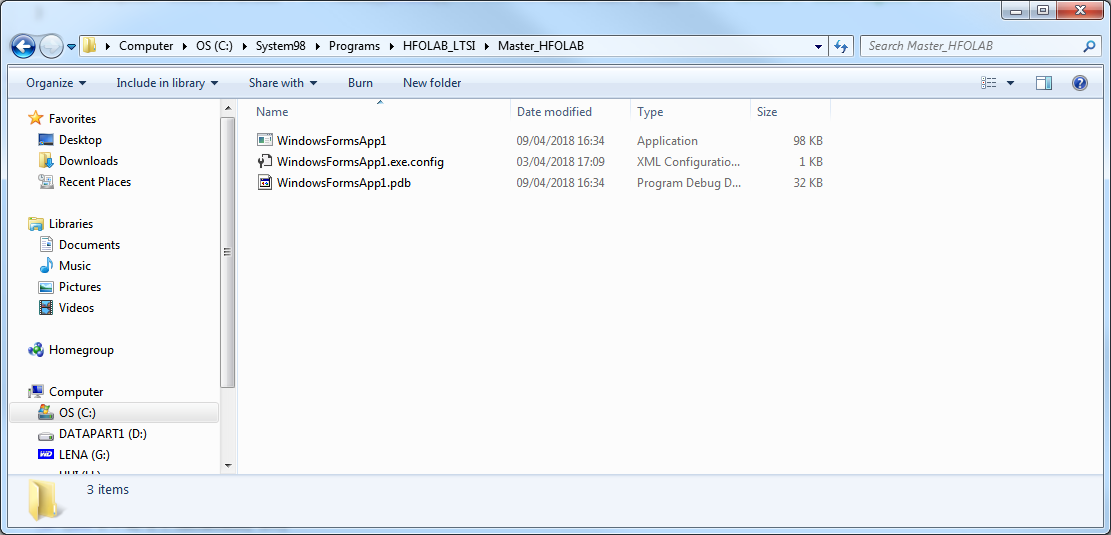 Computer ▸ OS (C:) ▸ System98 ▸ Programs ▸ HFOLAB_LTSI ▸ Master_HFOLAB
Search Master_HFOLAB
Organize Include in library Share with Burn New folder
Favorites
Desktop
Downloads
Recent Places
Libraries
Documents
Music
Pictures
Videos
Homegroup
Computer
OS (C:)
DATAPART1 (D:)
WD LENA (G:)
Name Date modified Type Size
WindowsFormsApp1 09/04/2018 16:34 Application 98 KB
WindowsFormsApp1.exe.config 03/04/2018 17:09 XML Configuratio... 1 KB
WindowsFormsApp1.pdb 09/04/2018 16:34 Program Debug D... 32 KB
3 items